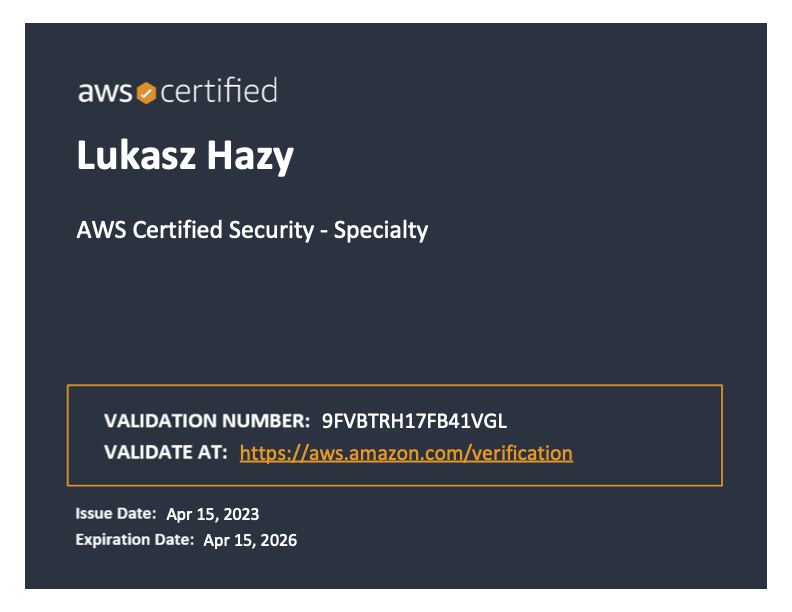 aws certified
Lukasz Hazy
AWS Certified Security - Specialty
VALIDATION NUMBER: 9FVBTRH17FB41VGL
VALIDATE AT: https://aws.amazon.com/verification
Issue Date: Apr 15, 2023
Expiration Date: Apr 15, 2026